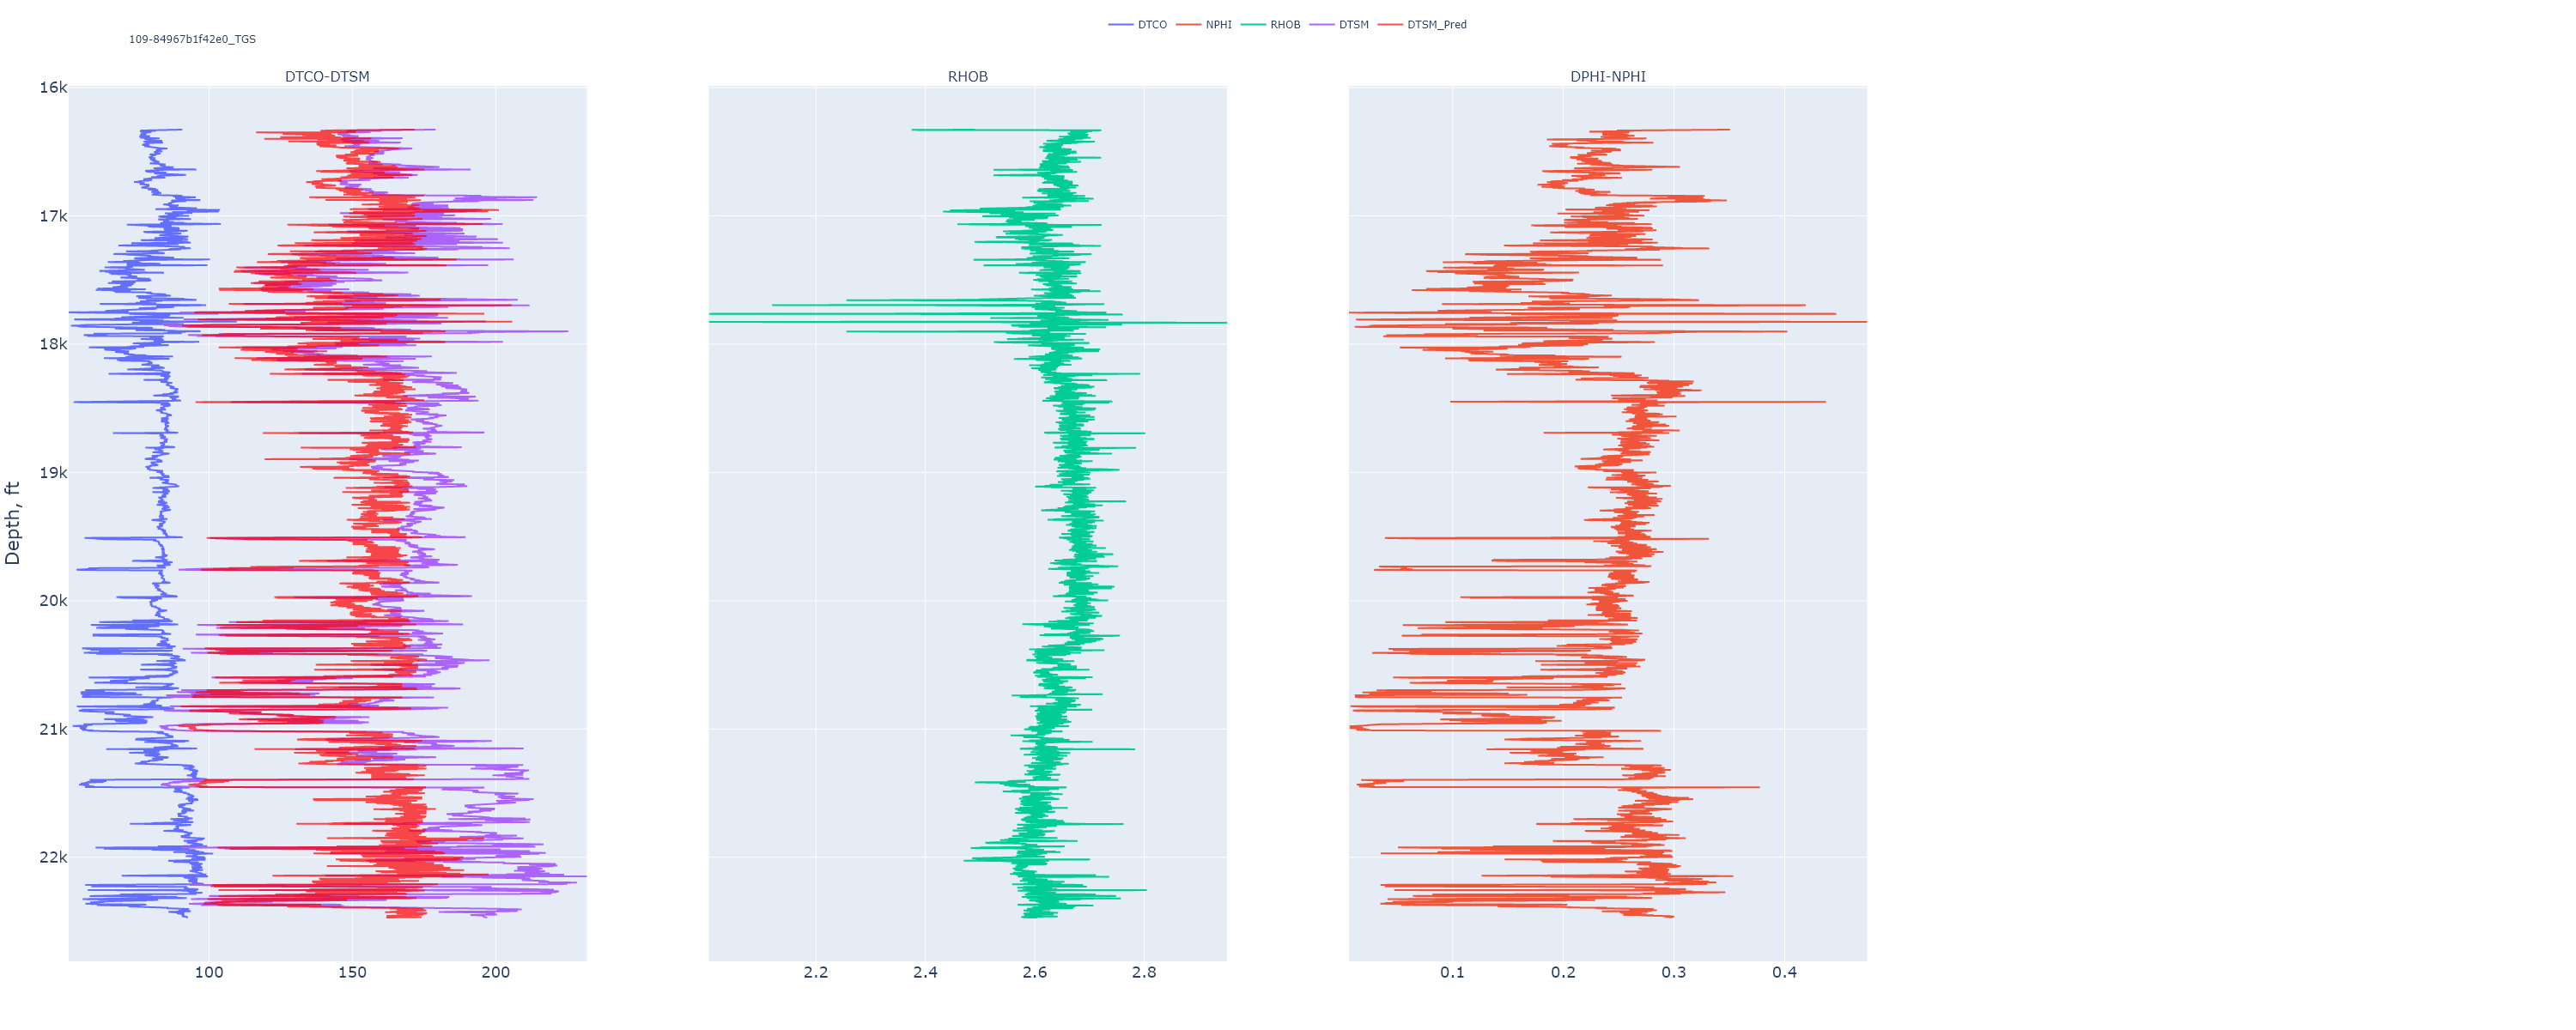 DTCO NPHI RHOB DTSM DTSM_Pred
109-84967b1f42e0_TGS
DTCO-DTSM RHOB DPHI-NPHI
16k
17k
18k
19k
20k
21k
22k
Depth, ft
100 150 200 2.2 2.4 2.6 2.8 0.1 0.2 0.3 0.4